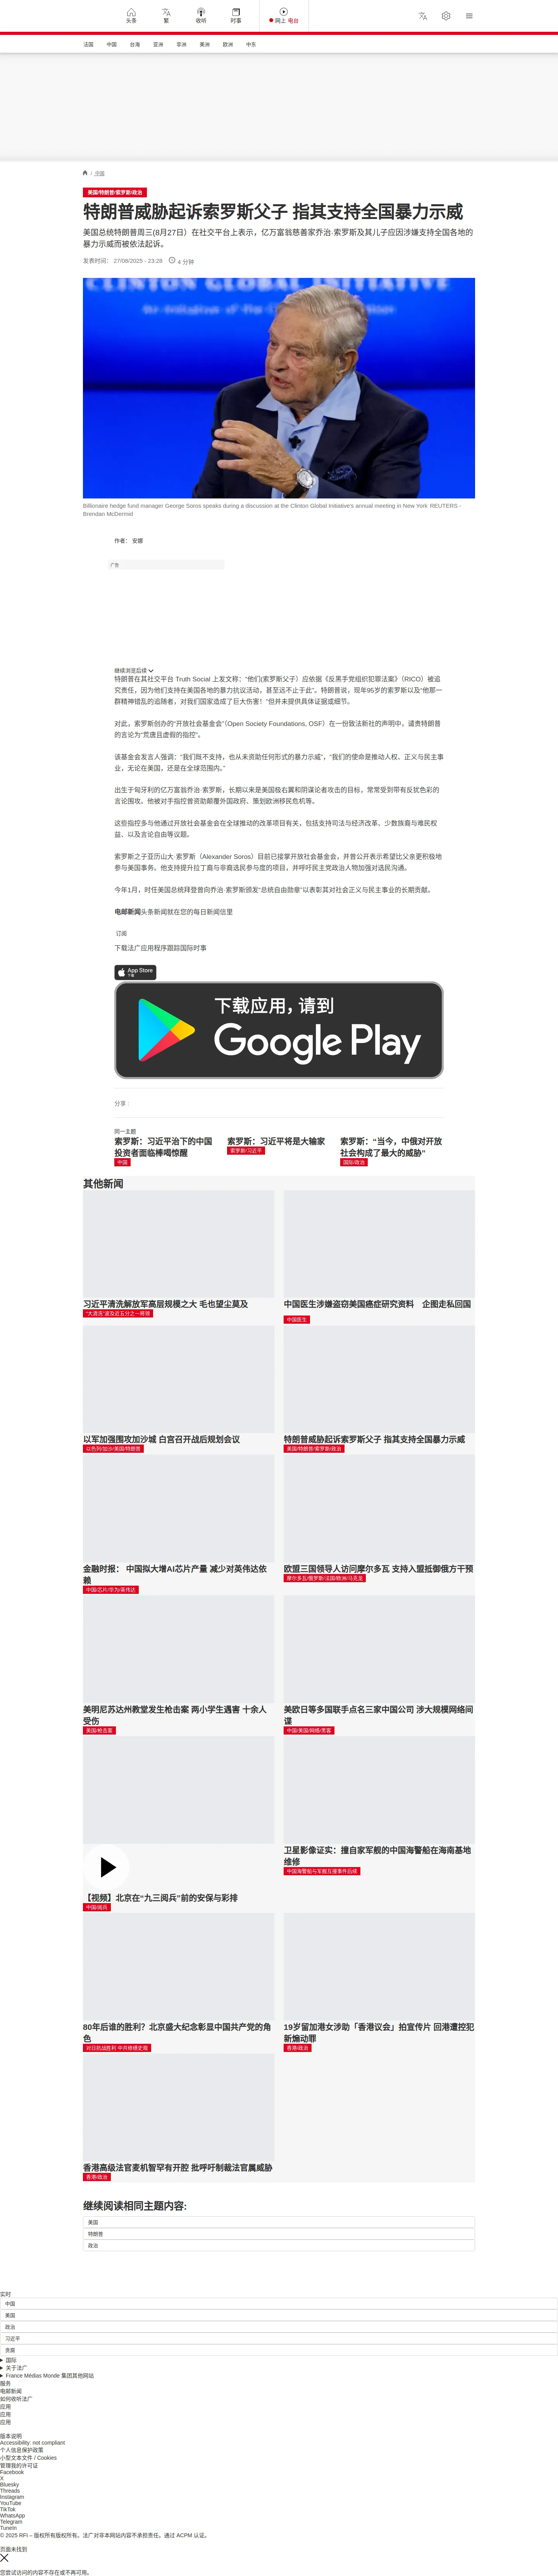 头条
繁
收听
时事
网上 电台
法國
中国
台海
亚洲
非洲
美洲
欧洲
中东
/ 法国
美国/特朗普/索罗斯/政治
特朗普威胁起诉索罗斯父子 指其支持全国暴力示威
美国总统特朗普周三(8月27日）在社交平台上表示，亿万富翁慈善家乔治·索罗斯及其儿子应因涉嫌支持全国各地的
暴力示威而被依法起诉。
发表时间： 27/08/2025 - 23:28 4 分钟
CLINTON GLOBAL INITIATIVE
Billionaire hedge fund manager George Soros speaks during a discussion at the Clinton Global Initiative's annual meeting in New York REUTERS -
Brendan McDermid
作者： 安娜
广告
继续浏览后续
特朗普在其社交平台 Truth Social 上发文称：“他们(索罗斯父子）应依据《反黑手党组织犯罪法案》（RICO）被追
究责任，因为他们支持在美国各地的暴力抗议活动，甚至远不止于此”。特朗普说，现年95岁的索罗斯以及“他那一
群精神错乱的追随者，对我们国家造成了巨大伤害！”但并未提供具体证据或细节。
对此，索罗斯创办的“开放社会基金会”（Open Society Foundations, OSF）在一份致法新社的声明中，谴责特朗普
的言论为“荒唐且虚假的指控”。
该基金会发言人强调：“我们既不支持，也从未资助任何形式的暴力示威”，“我们的使命是推动人权、正义与民主事
业，无论在美国，还是在全球范围内。”
出生于匈牙利的亿万富翁乔治·索罗斯，长期以来是美国极右翼和阴谋论者攻击的目标，常常受到带有反犹色彩的
言论围攻。他被对手指控曾资助颠覆外国政府、策划欧洲移民危机等。
这些指控多与他通过开放社会基金会在全球推动的改革项目有关，包括支持司法与经济改革、少数族裔与难民权
益、以及言论自由等议题。
索罗斯之子亚历山大·索罗斯（Alexander Soros）目前已接掌开放社会基金会，并曾公开表示希望比父亲更积极地
参与美国事务。他支持提升拉丁裔与非裔选民参与度的项目，并呼吁民主党政治人物加强对选民沟通。
今年1月，时任美国总统拜登曾向乔治·索罗斯颁发“总统自由勋章”以表彰其对社会正义与民主事业的长期贡献。
电邮新闻头条新闻就在您的每日新闻信里
订阅
下载法广应用程序跟踪国际时事
App Store
下载
下载应用，请到
Google Play
分享 :
同一主题
索罗斯：习近平治下的中国
投资者面临棒喝惊醒
中国
索罗斯：习近平将是大输家
索罗斯/习近平
索罗斯：“当今，中俄对开放
社会构成了最大的威胁”
国际/政治
其他新闻
习近平清洗解放军高层规模之大 毛也望尘莫及
“大清洗”波及近五分之一将领
中国医生涉嫌盗窃美国癌症研究资料　企图走私回国
中国医生
以军加强围攻加沙城 白宫召开战后规划会议
以色列/加沙/美国/特朗普
特朗普威胁起诉索罗斯父子 指其支持全国暴力示威
美国/特朗普/索罗斯/政治
金融时报： 中国拟大增AI芯片产量 减少对英伟达依
赖
中国/芯片/华为/英伟达
欧盟三国领导人访问摩尔多瓦 支持入盟抵御俄方干预
摩尔多瓦/俄罗斯/法国/欧洲/马克龙
美明尼苏达州教堂发生枪击案 两小学生遇害 十余人
受伤
美国/枪击案
美欧日等多国联手点名三家中国公司 涉大规模网络间
谍
中国/美国/网络/黑客
【视频】北京在“九三阅兵”前的安保与彩排
中国/阅兵
卫星影像证实：撞自家军舰的中国海警船在海南基地
维修
中国海警船与军舰互撞事件后续
80年后谁的胜利？北京盛大纪念彰显中国共产党的角
色
对日抗战胜利 中共修纂史观
19岁留加港女涉助「香港议会」拍宣传片 回港遭控犯
新煽动罪
香港/政治
香港高级法官麦机智罕有开腔 批呼吁制裁法官属威胁
香港/政治
继续阅读相同主题内容:
美国
特朗普
政治
实时
中国
美国
政治
习近平
贪腐
国际
关于法广
France Médias Monde 集团其他网站
服务
电邮新闻
如何收听法广
应用
应用
应用
版本说明
Accessibility: not compliant
个人信息保护政策
小型文本文件 / Cookies
管理我的许可证
Facebook
X
Bluesky
Threads
Instagram
YouTube
TikTok
WhatsApp
Telegram
TuneIn
© 2025 RFI – 版权所有版权所有。法广对非本网站内容不承担责任。通过 ACPM 认证。
页面未找到
您尝试访问的内容不存在或不再可用。